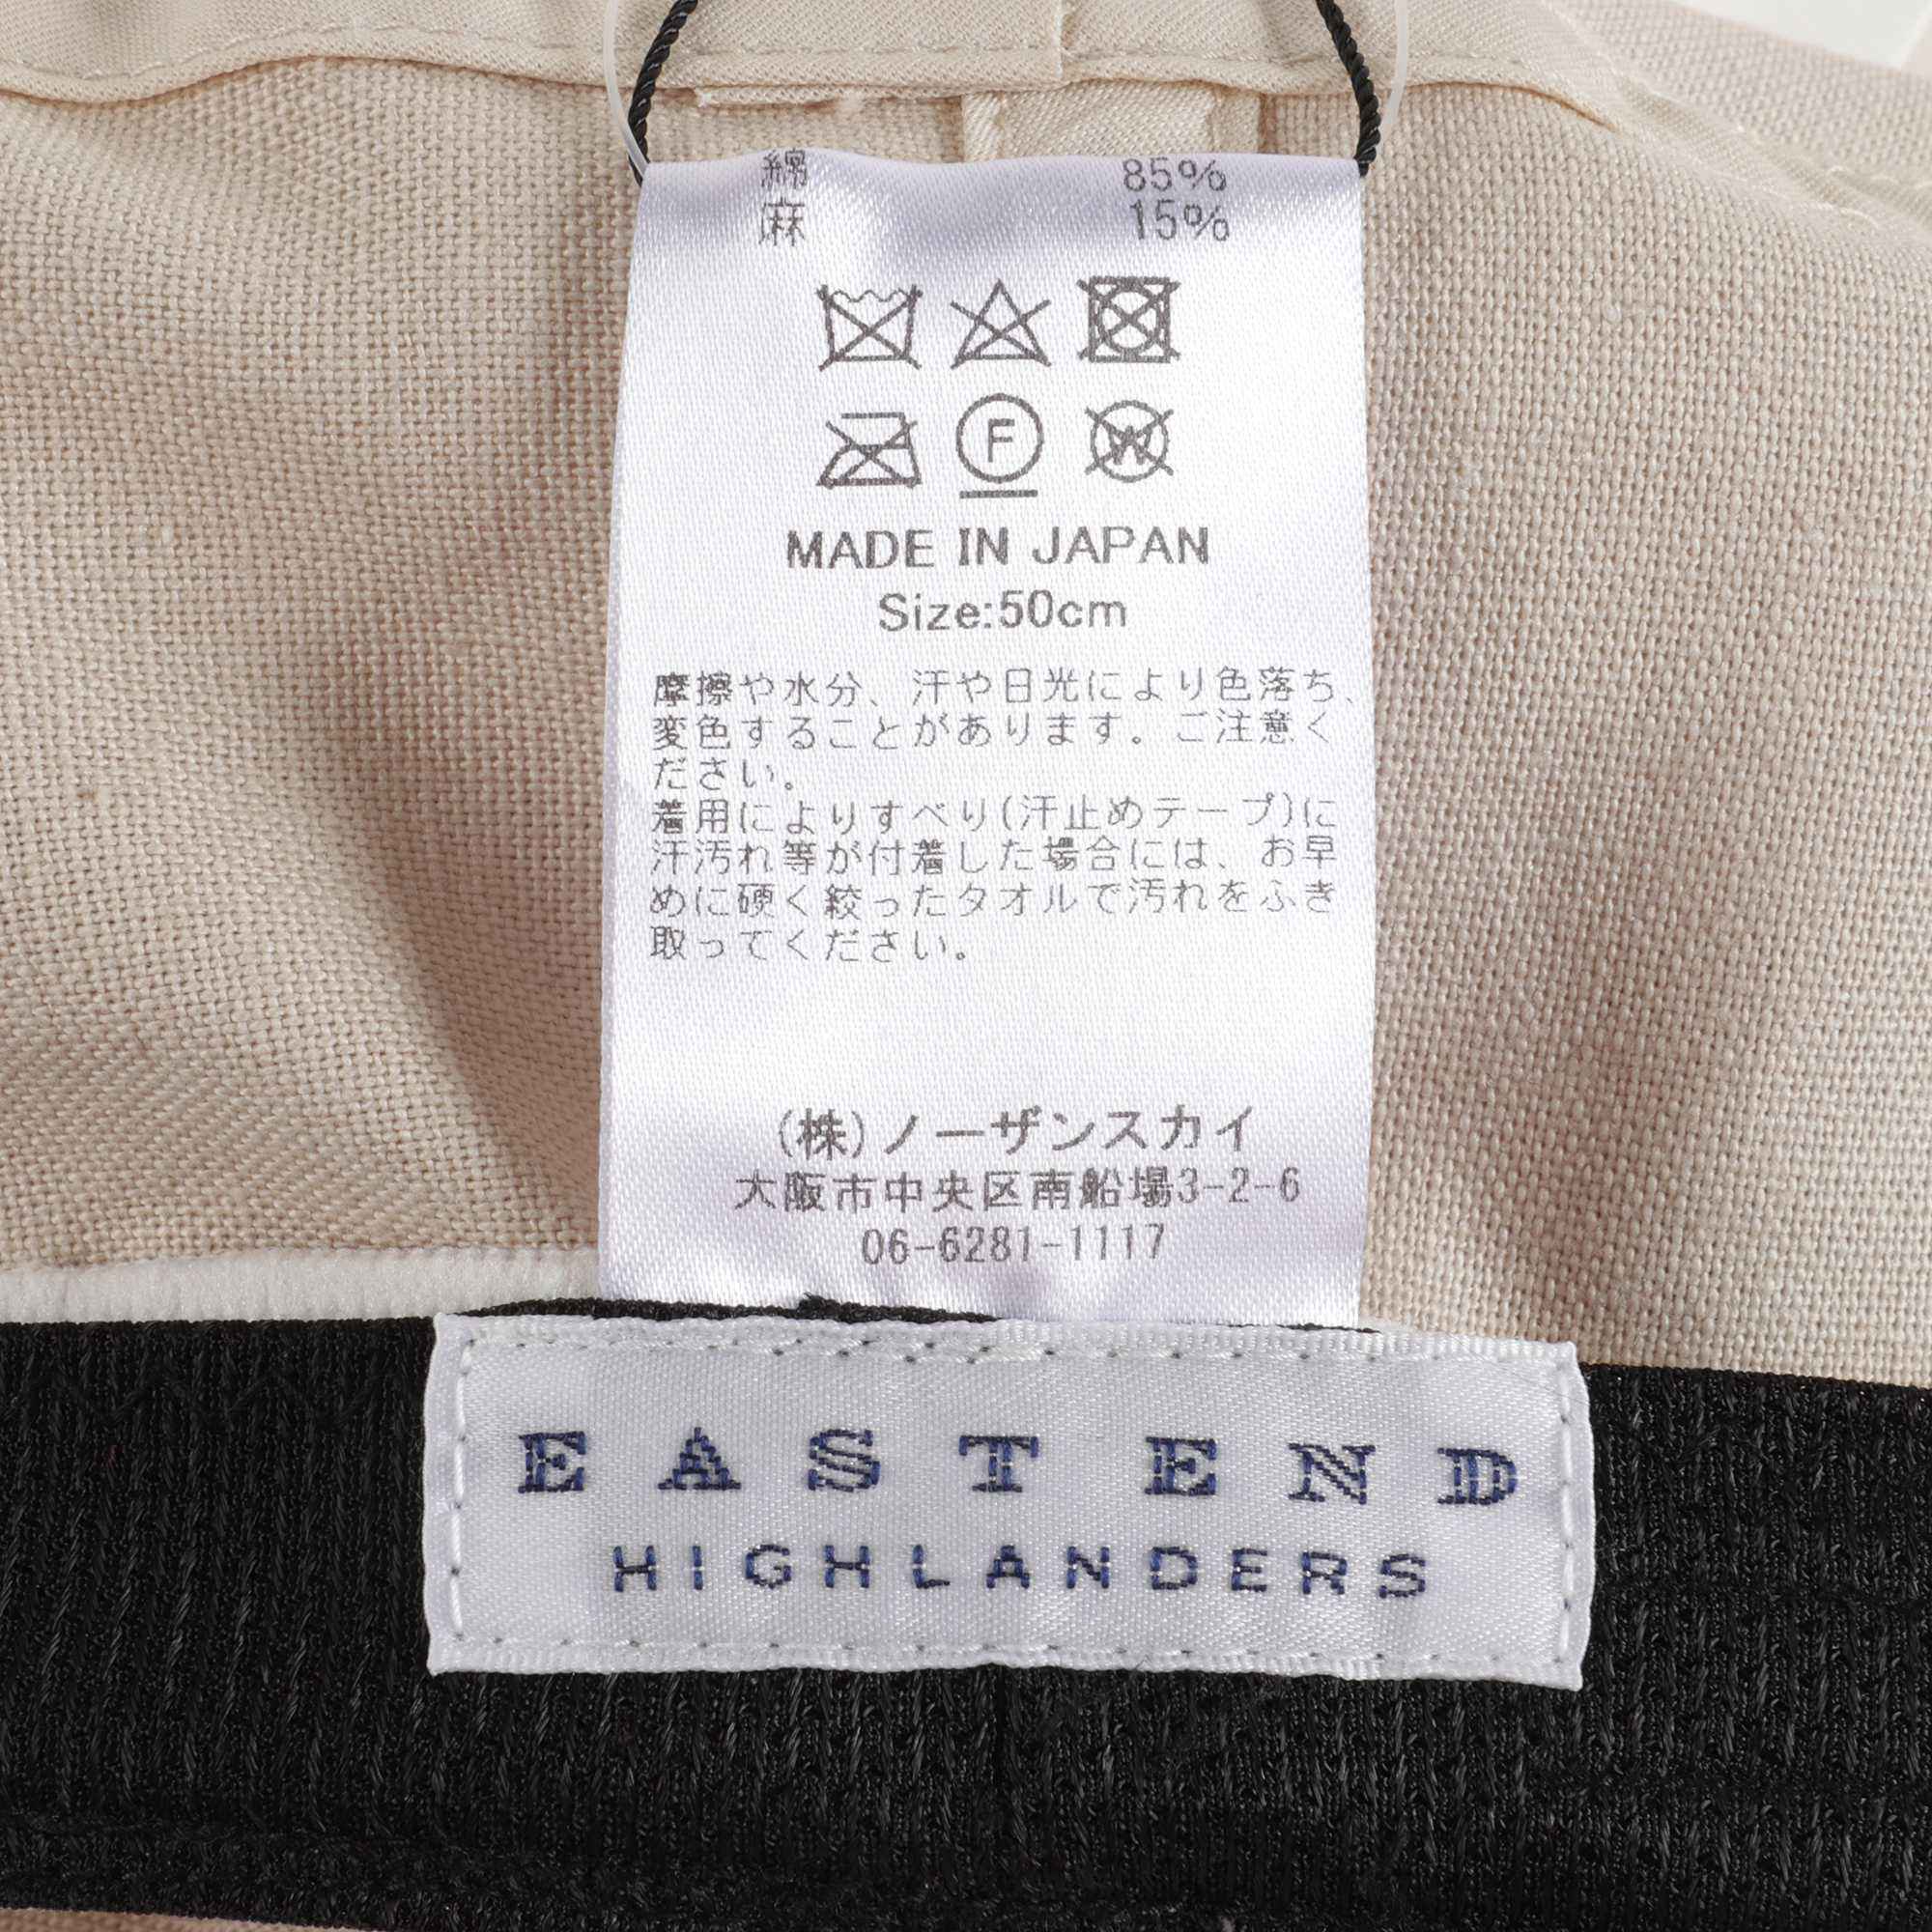 綿 85%
麻 15%
F W
MADE IN JAPAN
Size:50cm
摩擦や水分、汗や日光により色落ち、
変色することがあります。ご注意く
ださい。
着用によりすべり(汗止めテープ)に
汗汚れ等が付着した場合には、お早
めに硬く絞ったタオルで汚れをふき
取ってください。
(株)ノーザンスカイ
大阪市中央区南船場3-2-6
06-6281-1117
EAST END
HIGHLANDERS